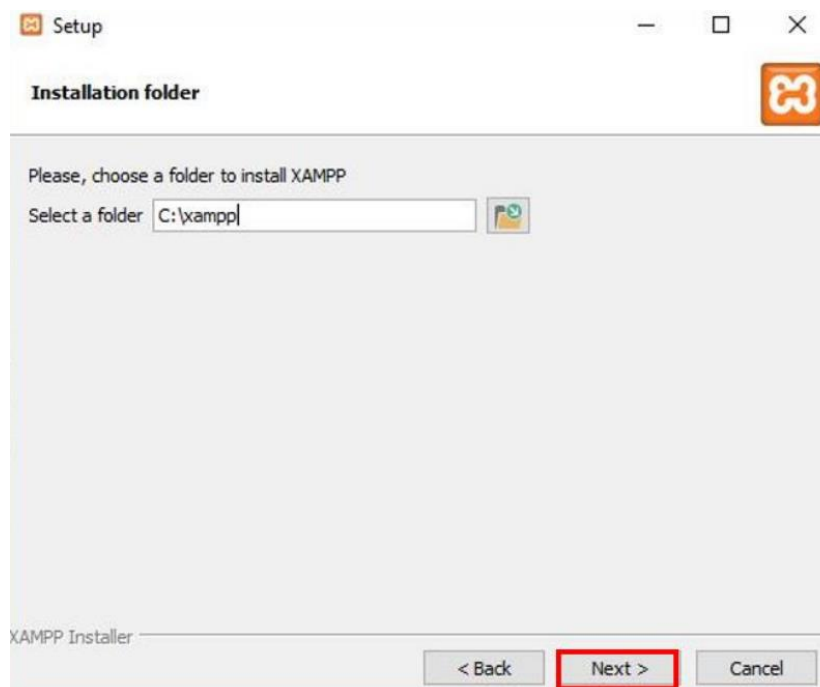 Setup
Installation folder
Please, choose a folder to install XAMPP
Select a folder C:\xampp
XAMPP Installer
< Back Next > Cancel